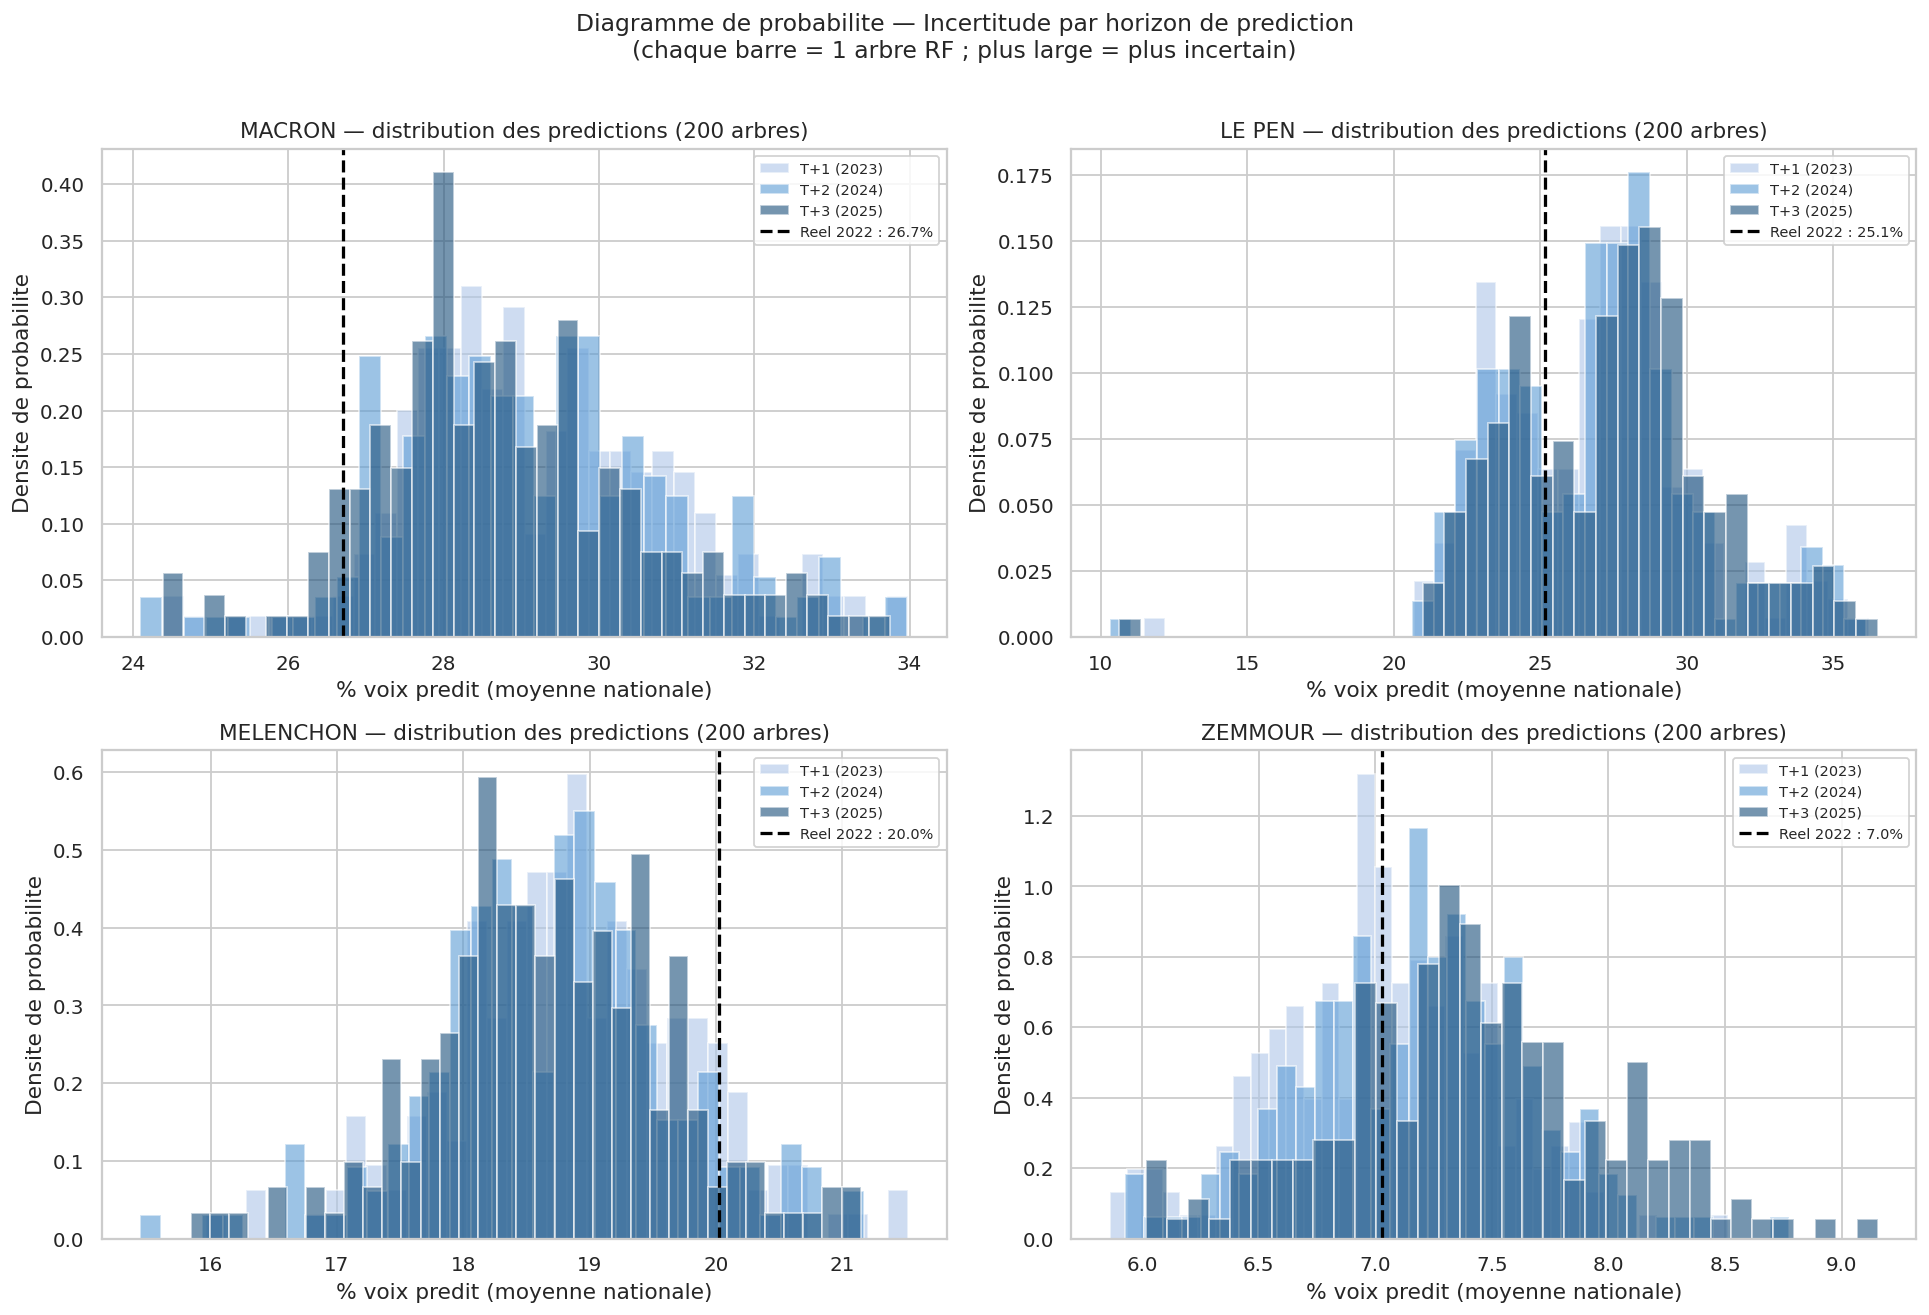 Diagramme de probabilite — Incertitude par horizon de prediction
(chaque barre = 1 arbre RF ; plus large = plus incertain)
MACRON — distribution des predictions (200 arbres)
T+1 (2023)
T+2 (2024)
T+3 (2025)
Reel 2022 : 26.7%
Densite de probabilite
0.40
0.35
0.30
0.25
0.20
0.15
0.10
0.05
0.00
24
26
28
30
32
34
% voix predit (moyenne nationale)
LE PEN — distribution des predictions (200 arbres)
T+1 (2023)
T+2 (2024)
T+3 (2025)
Reel 2022 : 25.1%
Densite de probabilite
0.175
0.150
0.125
0.100
0.075
0.050
0.025
0.000
10
15
20
25
30
35
% voix predit (moyenne nationale)
MELENCHON — distribution des predictions (200 arbres)
T+1 (2023)
T+2 (2024)
T+3 (2025)
Reel 2022 : 20.0%
Densite de probabilite
0.6
0.5
0.4
0.3
0.2
0.1
0.0
16
17
18
19
20
21
% voix predit (moyenne nationale)
ZEMMOUR — distribution des predictions (200 arbres)
T+1 (2023)
T+2 (2024)
T+3 (2025)
Reel 2022 : 7.0%
Densite de probabilite
1.2
1.0
0.8
0.6
0.4
0.2
0.0
6.0
6.5
7.0
7.5
8.0
8.5
9.0
% voix predit (moyenne nationale)